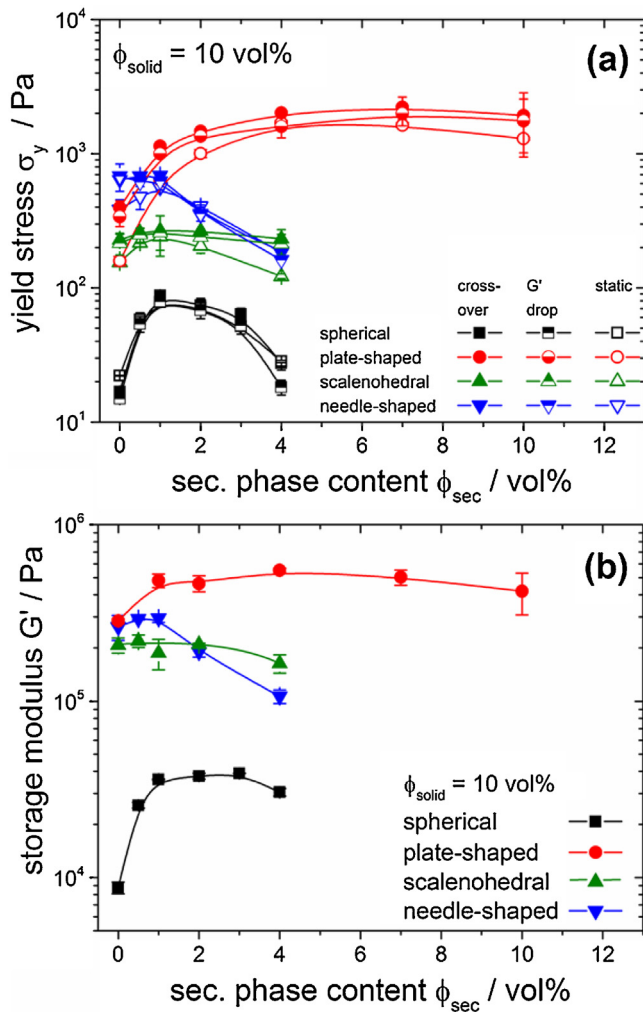 10⁴
ϕsolid = 10 vol%
(a)
10³
10²
10¹
yield stress σy / Pa
cross-over G' drop static
spherical
plate-shaped
scalenohedral
needle-shaped
0 2 4 6 8 10 12
sec. phase content ϕsec / vol%
10⁶
(b)
10⁵
10⁴
storage modulus G' / Pa
ϕsolid = 10 vol%
spherical
plate-shaped
scalenohedral
needle-shaped
0 2 4 6 8 10 12
sec. phase content ϕsec / vol%